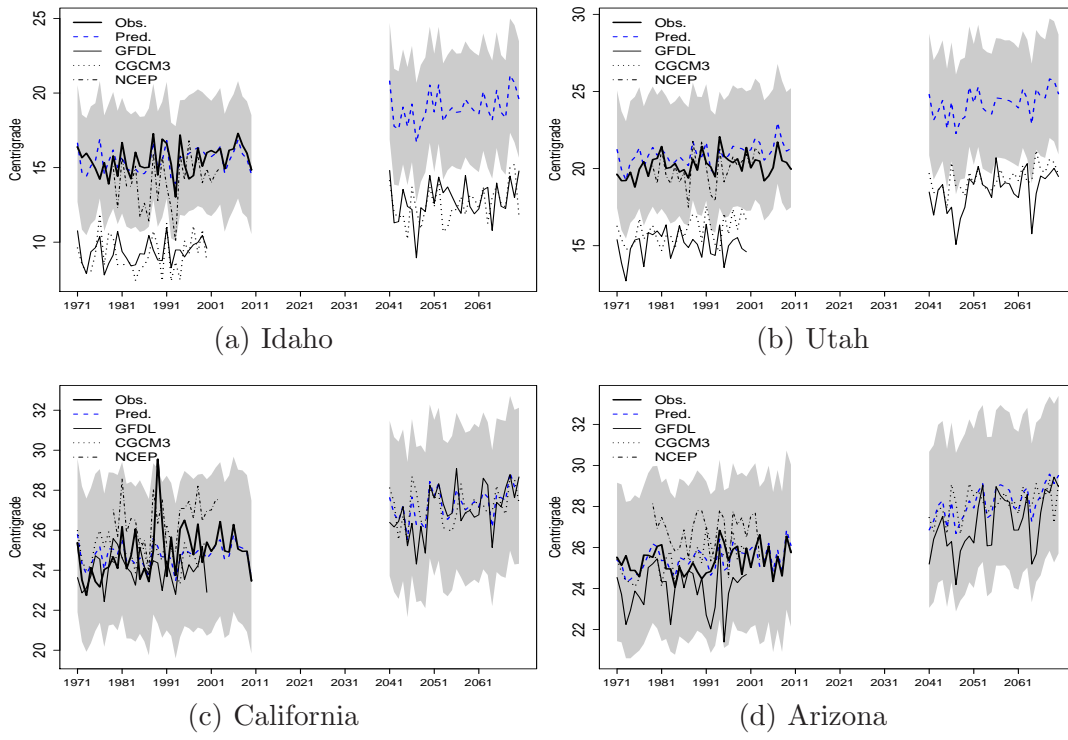 Centrigrade
25
20
15
10
Obs.
Pred.
GFDL
CGCM3
NCEP
1971 1981 1991 2001 2011 2021 2031 2041 2051 2061
(a) Idaho
Centrigrade
30
25
20
15
Obs.
Pred.
GFDL
CGCM3
NCEP
1971 1981 1991 2001 2011 2021 2031 2041 2051 2061
(b) Utah
Centrigrade
32
30
28
26
24
22
20
Obs.
Pred.
GFDL
CGCM3
NCEP
1971 1981 1991 2001 2011 2021 2031 2041 2051 2061
(c) California
Centrigrade
32
30
28
26
24
22
Obs.
Pred.
GFDL
CGCM3
NCEP
1971 1981 1991 2001 2011 2021 2031 2041 2051 2061
(d) Arizona